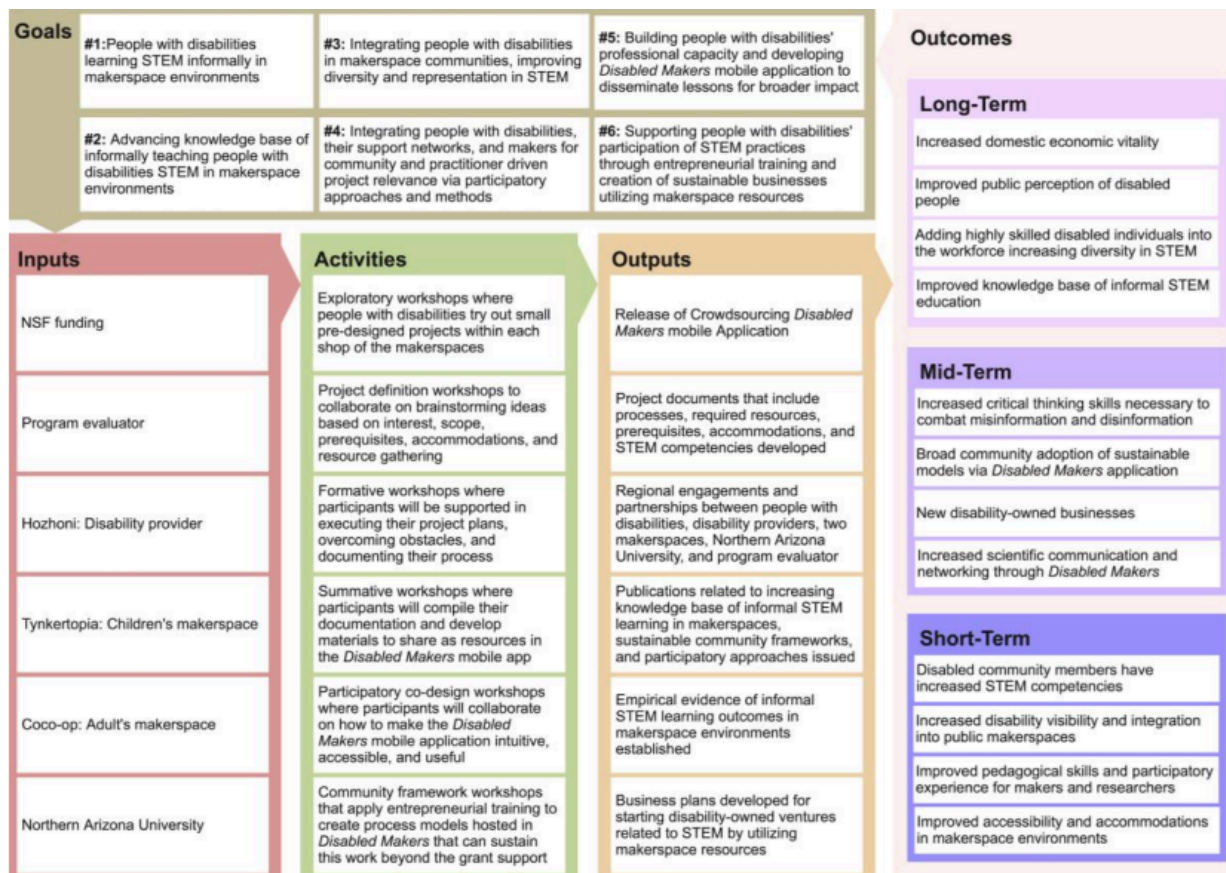 Goals
#1:People with disabilities
learning STEM informally in
makerspace environments
#3: Integrating people with disabilities
in makerspace communities, improving
diversity and representation in STEM
#5: Building people with disabilities'
professional capacity and developing
Disabled Makers mobile application to
disseminate lessons for broader impact
#2: Advancing knowledge base of
informally teaching people with
disabilities STEM in makerspace
environments
#4: Integrating people with disabilities,
their support networks, and makers for
community and practitioner driven
project relevance via participatory
approaches and methods
#6: Supporting people with disabilities'
participation of STEM practices
through entrepreneurial training and
creation of sustainable businesses
utilizing makerspace resources
Inputs
NSF funding
Program evaluator
Hozhoni: Disability provider
Tynkertopia: Children's makerspace
Coco-op: Adult's makerspace
Northern Arizona University
Activities
Exploratory workshops where
people with disabilities try out small
pre-designed projects within each
shop of the makerspaces
Project definition workshops to
collaborate on brainstorming ideas
based on interest, scope,
prerequisites, accommodations, and
resource gathering
Formative workshops where
participants will be supported in
executing their project plans,
overcoming obstacles, and
documenting their process
Summative workshops where
participants will compile their
documentation and develop
materials to share as resources in
the Disabled Makers mobile app
Participatory co-design workshops
where participants will collaborate
on how to make the Disabled
Makers mobile application intuitive,
accessible, and useful
Community framework workshops
that apply entrepreneurial training to
create process models hosted in
Disabled Makers that can sustain
this work beyond the grant support
Outputs
Release of Crowdsourcing Disabled
Makers mobile Application
Project documents that include
processes, required resources,
prerequisites, accommodations, and
STEM competencies developed
Regional engagements and
partnerships between people with
disabilities, disability providers, two
makerspaces, Northern Arizona
University, and program evaluator
Publications related to increasing
knowledge base of informal STEM
learning in makerspaces,
sustainable community frameworks,
and participatory approaches issued
Empirical evidence of informal
STEM learning outcomes in
makerspace environments
established
Business plans developed for
starting disability-owned ventures
related to STEM by utilizing
makerspace resources
Outcomes
Long-Term
Increased domestic economic vitality
Improved public perception of disabled
people
Adding highly skilled disabled individuals into
the workforce increasing diversity in STEM
Improved knowledge base of informal STEM
education
Mid-Term
Increased critical thinking skills necessary to
combat misinformation and disinformation
Broad community adoption of sustainable
models via Disabled Makers application
New disability-owned businesses
Increased scientific communication and
networking through Disabled Makers
Short-Term
Disabled community members have
increased STEM competencies
Increased disability visibility and integration
into public makerspaces
Improved pedagogical skills and participatory
experience for makers and researchers
Improved accessibility and accommodations
in makerspace environments